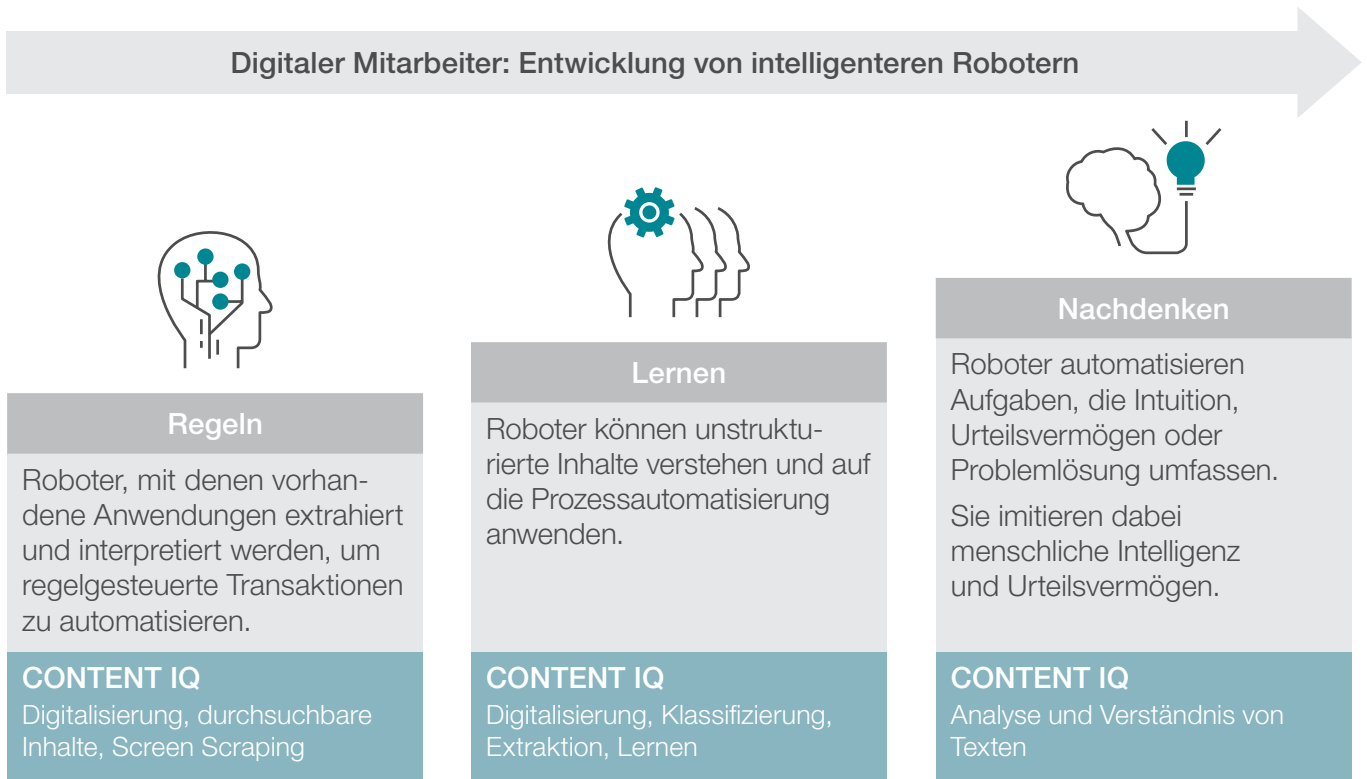 Digitaler Mitarbeiter: Entwicklung von intelligenteren Robotern
Regeln
Roboter, mit denen vorhan-
dene Anwendungen extrahiert
und interpretiert werden, um
regelgesteuerte Transaktionen
zu automatisieren.
CONTENT IQ
Digitalisierung, durchsuchbare
Inhalte, Screen Scraping
Lernen
Roboter können unstruktu-
rierte Inhalte verstehen und auf
die Prozessautomatisierung
anwenden.
CONTENT IQ
Digitalisierung, Klassifizierung,
Extraktion, Lernen
Nachdenken
Roboter automatisieren
Aufgaben, die Intuition,
Urteilsvermögen oder
Problemlösung umfassen.
Sie imitieren dabei
menschliche Intelligenz
und Urteilsvermögen.
CONTENT IQ
Analyse und Verständnis von
Texten